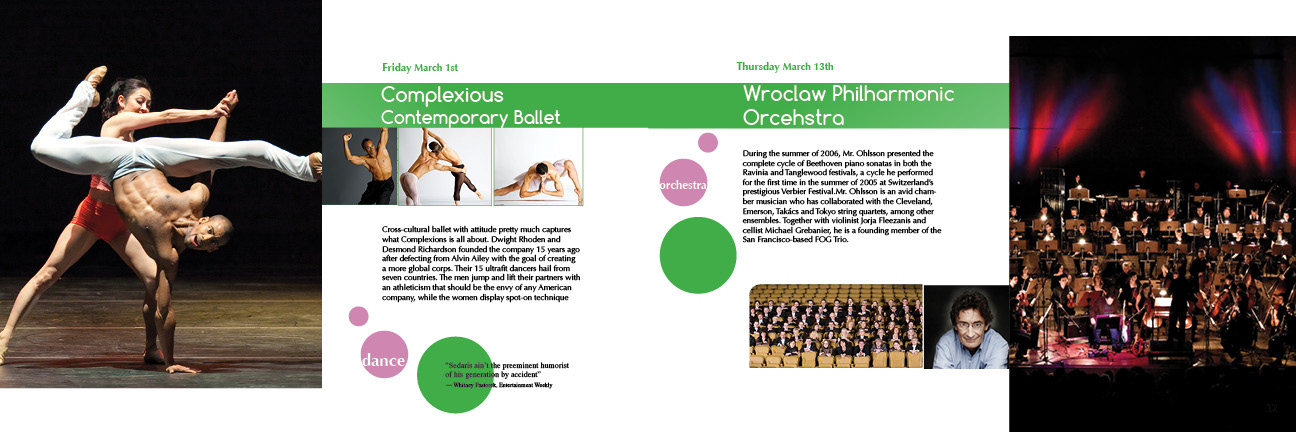 Friday March 1st
Complexious
Contemporary Ballet
Cross-cultural ballet with attitude pretty much captures
what Complexions is all about. Dwight Rhoden and
Desmond Richardson founded the company 15 years ago
after defecting from Alvin Ailey with the goal of creating
a more global corps. Their 15 ultrafit dancers hail from
seven countries. The men jump and lift their partners with
an athleticism that should be the envy of any American
company, while the women display spot-on technique
dance
“Sedaris ain’t the preeminent humorist
of his generation by accident”
— Whitney Pastorek, Entertainment Weekly
Thursday March 13th
Wroclaw Philharmonic
Orcehstra
orchestra
During the summer of 2006, Mr. Ohlsson presented the
complete cycle of Beethoven piano sonatas in both the
Ravinia and Tanglewood festivals, a cycle he performed
for the first time in the summer of 2005 at Switzerland’s
prestigious Verbier Festival.Mr. Ohlsson is an avid cham-
ber musician who has collaborated with the Cleveland,
Emerson, Takács and Tokyo string quartets, among other
ensembles. Together with violinist Jorja Fleezanis and
cellist Michael Grebanier, he is a founding member of the
San Francisco-based FOG Trio.